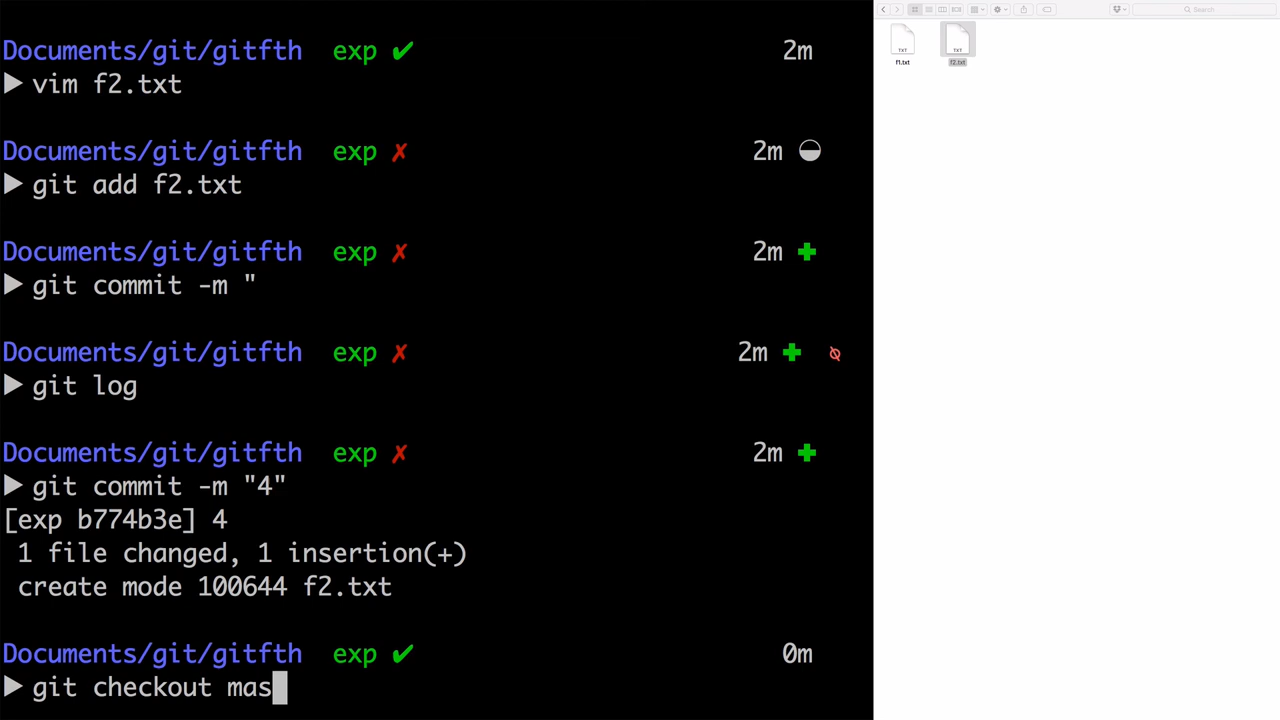 Documents/git/gitfth exp ✔ 2m
▶ vim f2.txt
Documents/git/gitfth exp ✗ 2m
▶ git add f2.txt
Documents/git/gitfth exp ✗ 2m ✚
▶ git commit -m "
Documents/git/gitfth exp ✗ 2m ✚
▶ git log
Documents/git/gitfth exp ✗ 2m ✚
▶ git commit -m "4"
[exp b774b3e] 4
1 file changed, 1 insertion(+)
create mode 100644 f2.txt
Documents/git/gitfth exp ✔ 0m
▶ git checkout mas
Search
TXT
TXT
f1.txt
f2.txt